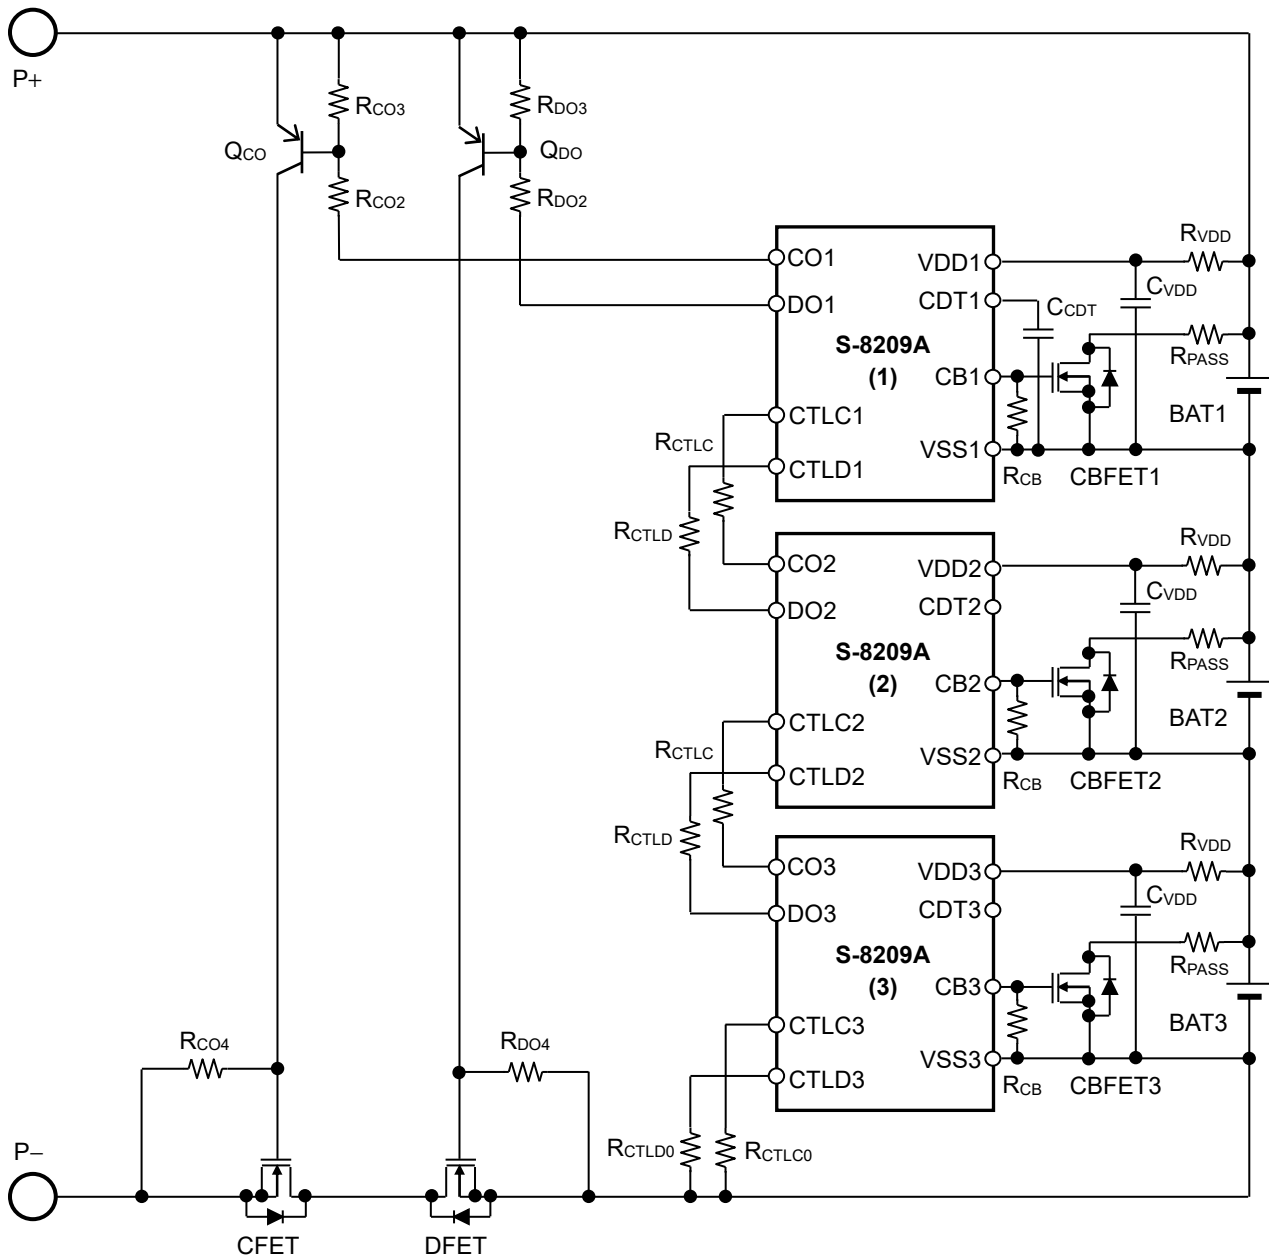 P+
RCO3
RDO3
QCO
QDO
RCO2
RDO2
RVDD
CO1
VDD1
CVDD
CDT1
CCDT
DO1
S-8209A
(1)
RPASS
CB1
BAT1
CTLC1
RCTLC
VSS1
CTLD1
RCB
CBFET1
RCTLD
RVDD
CO2
VDD2
CVDD
CDT2
DO2
S-8209A
(2)
RPASS
CB2
BAT2
CTLC2
RCTLC
VSS2
CTLD2
RCB
CBFET2
RCTLD
RVDD
CO3
VDD3
CVDD
CDT3
DO3
S-8209A
(3)
RPASS
CB3
BAT3
CTLC3
RCO4
RDO4
VSS3
CTLD3
RCB
CBFET3
P−
RCTLD0
RCTLC0
CFET
DFET